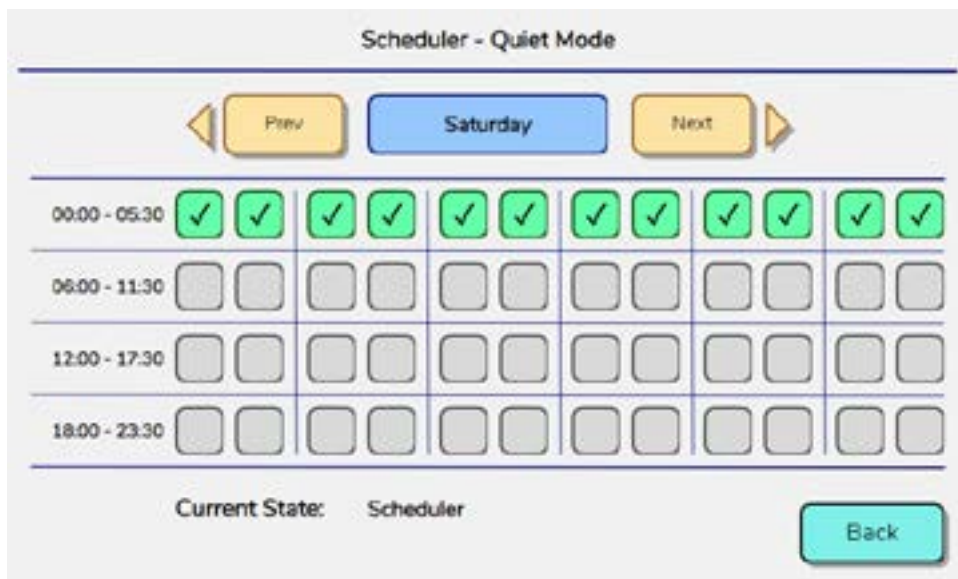 Scheduler - Quiet Mode
Prev Saturday Next
00:00 - 05:30
06:00 - 11:30
12:00 - 17:30
18:00 - 23:30
Current State: Scheduler
Back